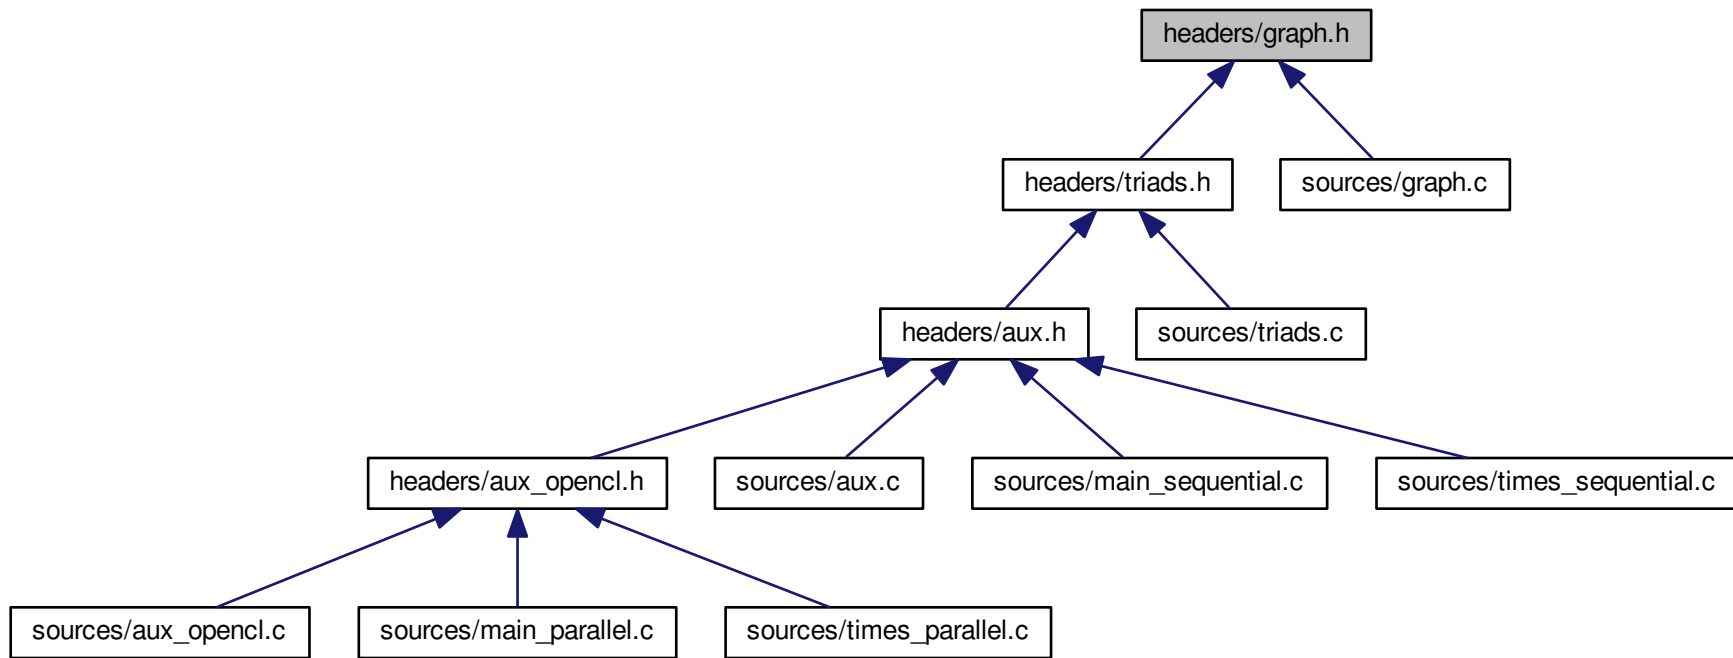 headers/graph.h
headers/triads.h
sources/graph.c
headers/aux.h
sources/triads.c
headers/aux_opencl.h
sources/aux.c
sources/main_sequential.c
sources/times_sequential.c
sources/aux_opencl.c
sources/main_parallel.c
sources/times_parallel.c